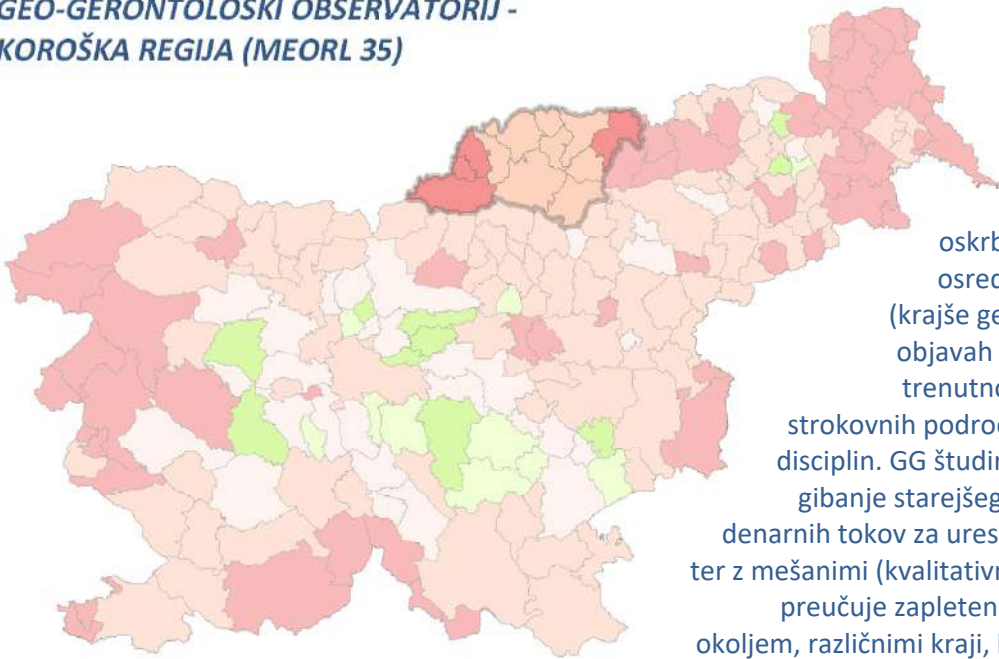 GEO-GERONTOLOŠKI OBSERVATORIJ -
KOROŠKA REGIJA (MEORL 35)
oskrb
osred
(krajše ge
objavah
trenutno
strokovnih področ
disciplin. GG študir
gibanje starejšeg
denarnih tokov za ures
ter z mešanimi (kvalitativn
preučuje zapleten
okoljem, različnimi kraji,